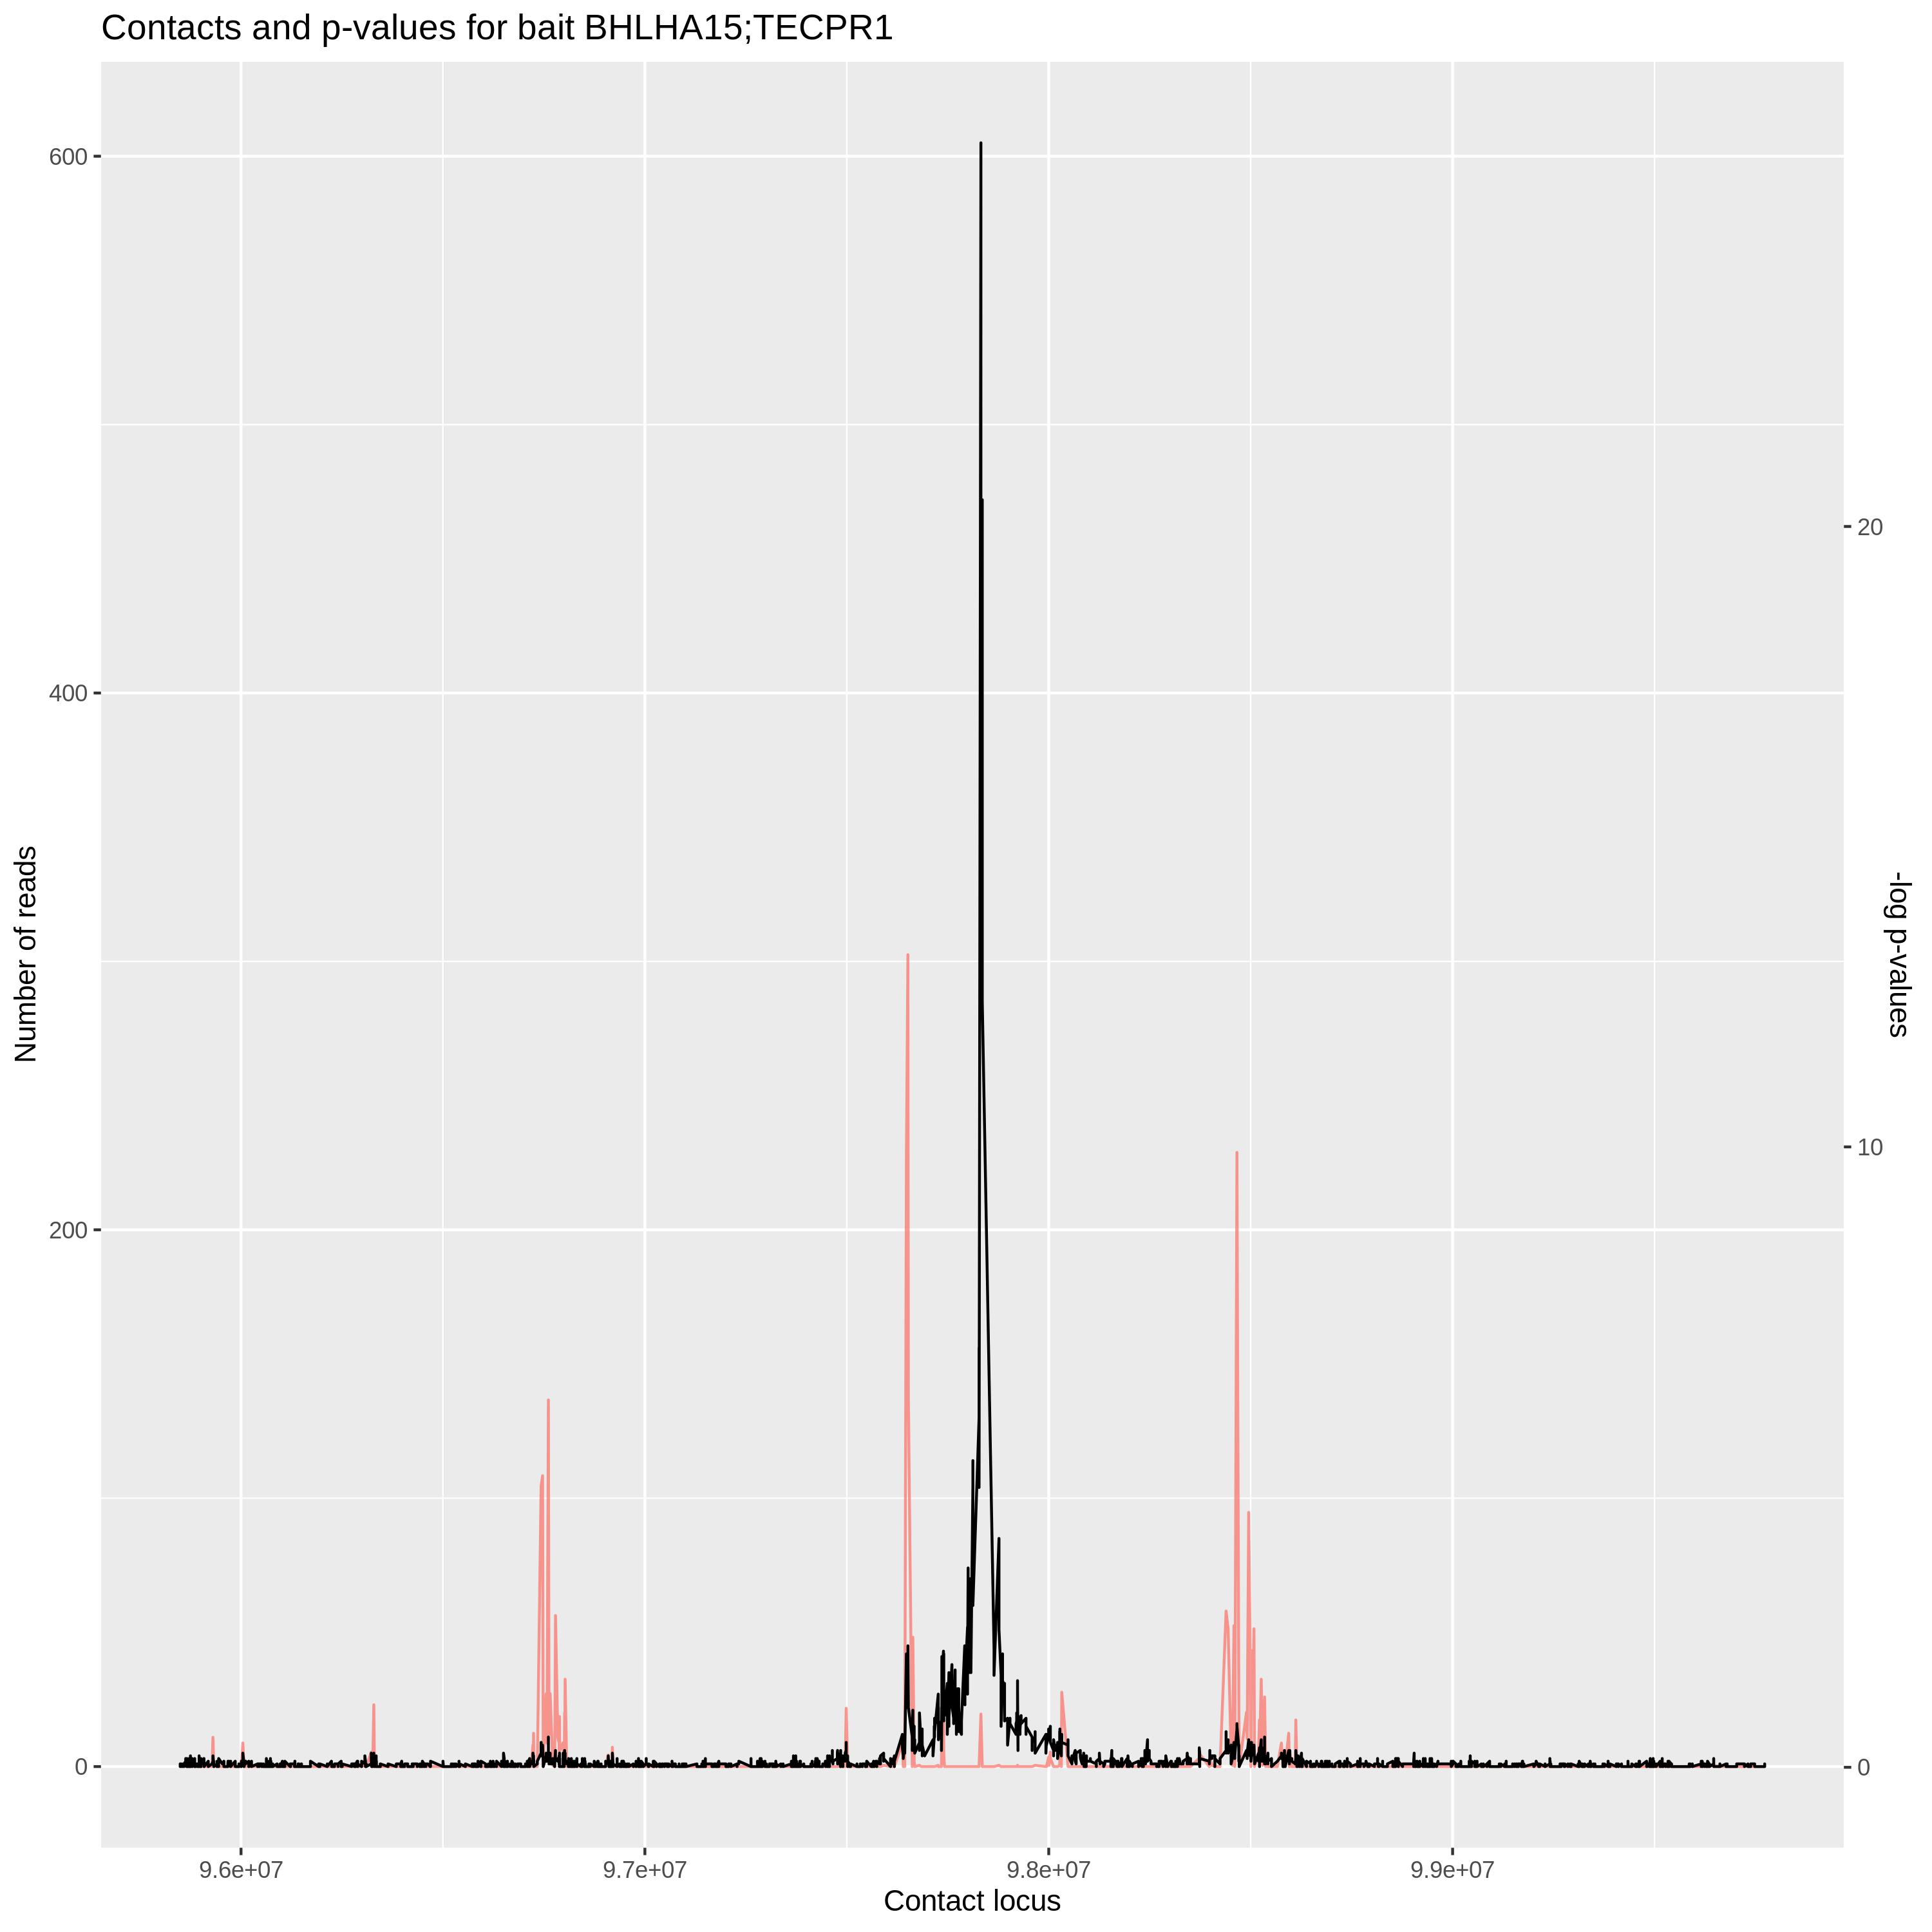 Contacts and p-values for bait BHLHA15;TECPR1
600
400
200
0
Number of reads
20
10
0
-log p-values
9.6e+07
9.7e+07
9.8e+07
9.9e+07
Contact locus